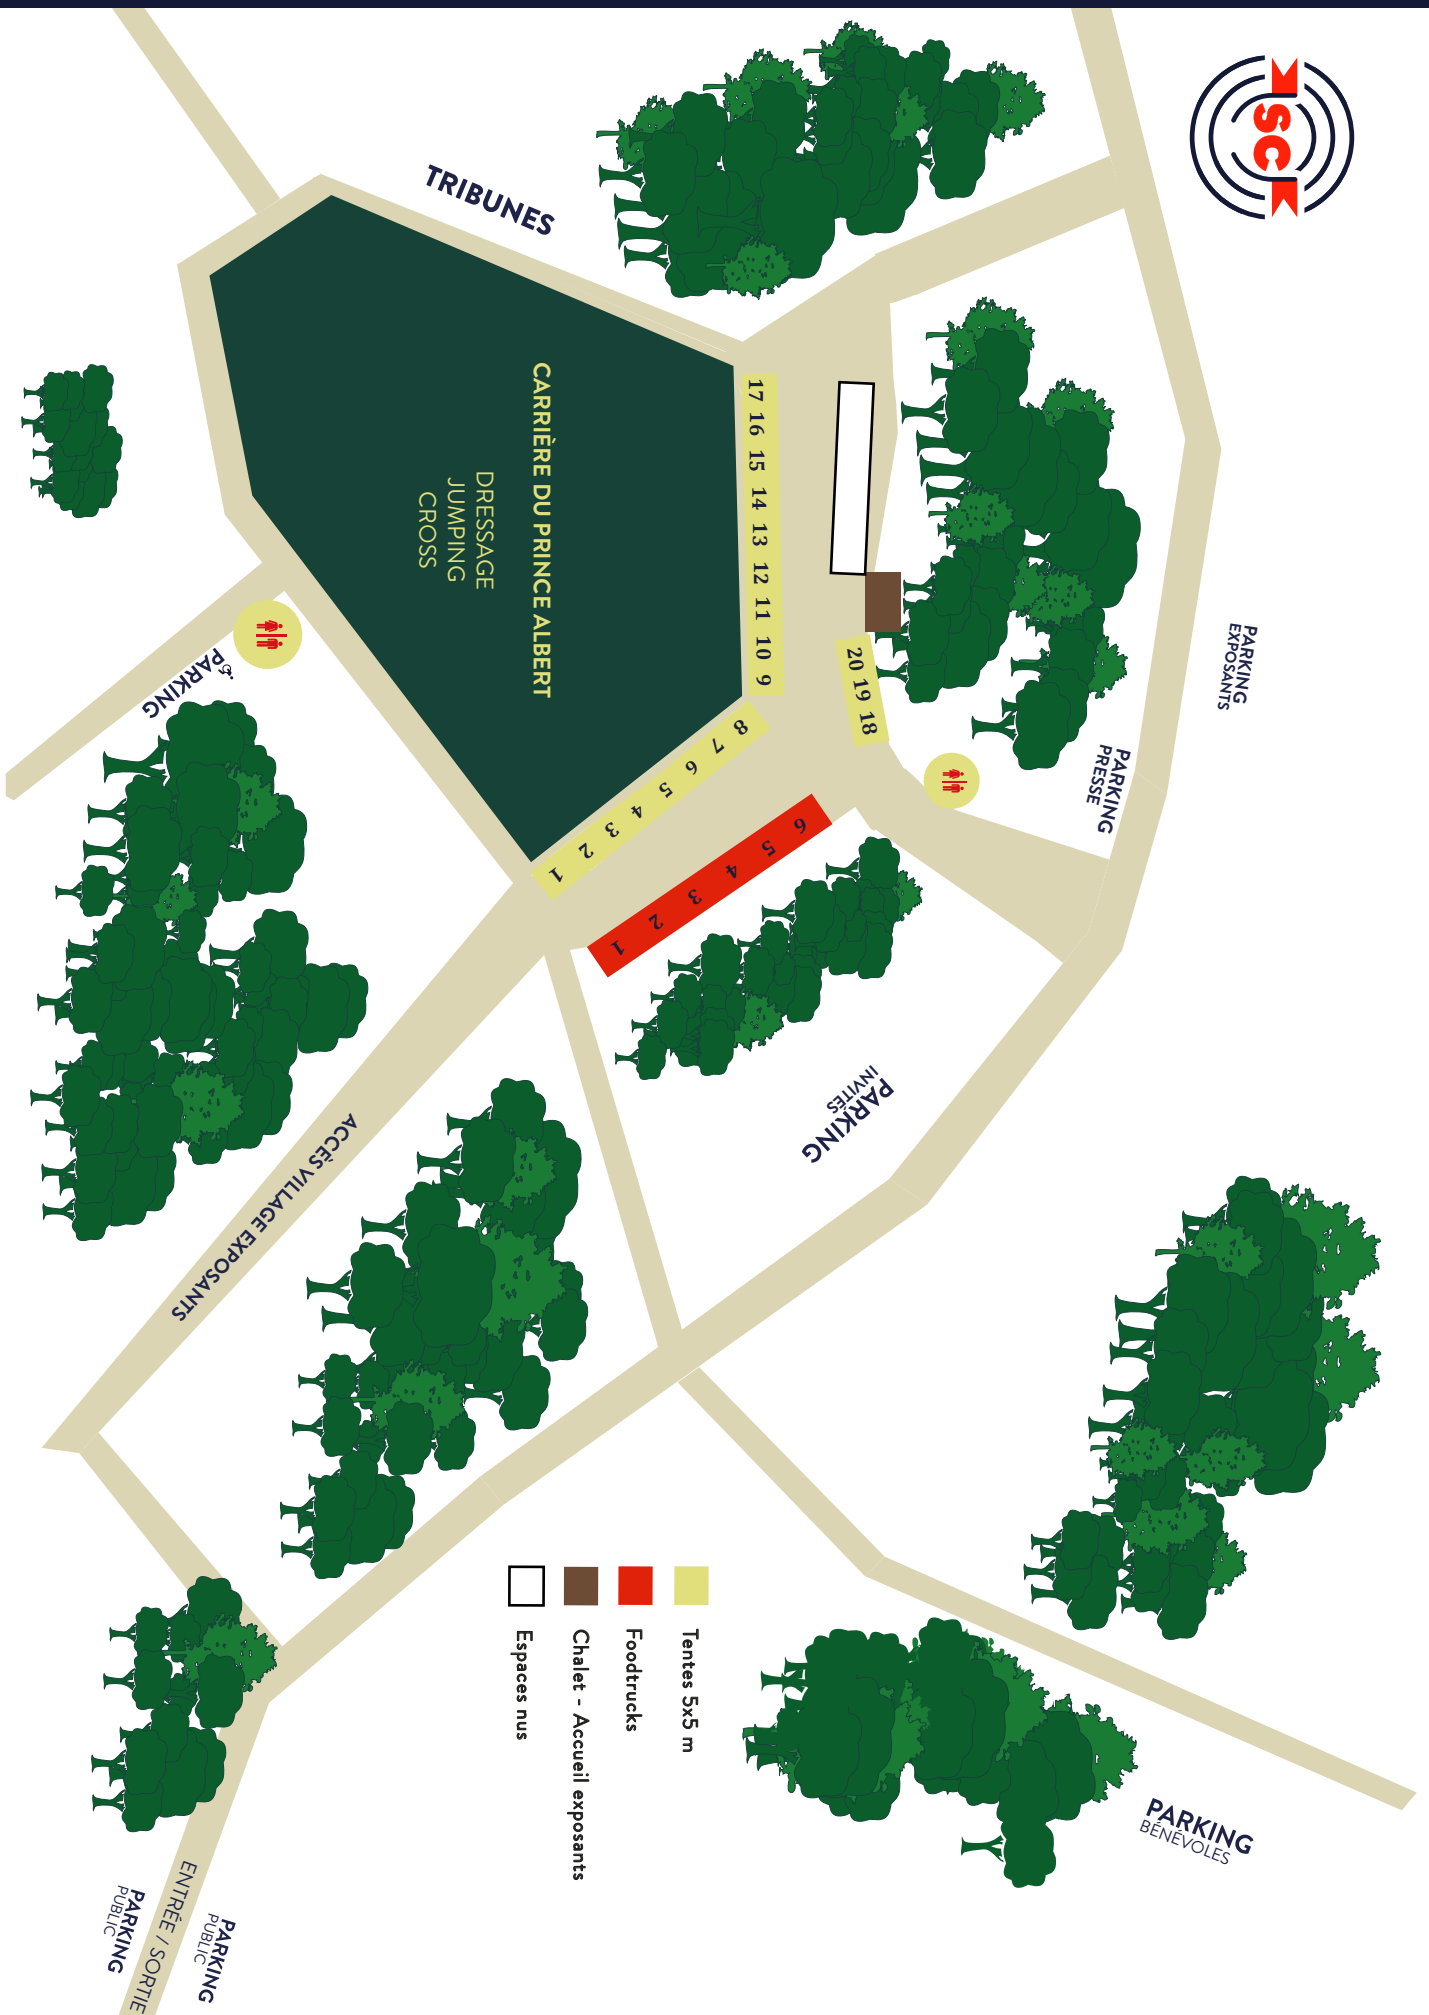 SC
TRIBUNES
CARRIÈRE DU PRINCE ALBERT
DRESSAGE
JUMPING
CROSS
17 16 15 14 13 12 11 10 9
8 7 6 5 4 3 2 1
20 19 18
6 5 4 3 2 1
PARKING
EXPOSANTS
PARKING
PRESSE
PARKING
PARKING
INVITÉS
ACCÈS VILLAGE EXPOSANTS
Tentes 5x5 m
Foodtrucks
Chalet - Accueil exposants
Espaces nus
PARKING
BÉNÉVOLES
ENTRÉE / SORTIE
PARKING
PUBLIC
PARKING
PUBLIC